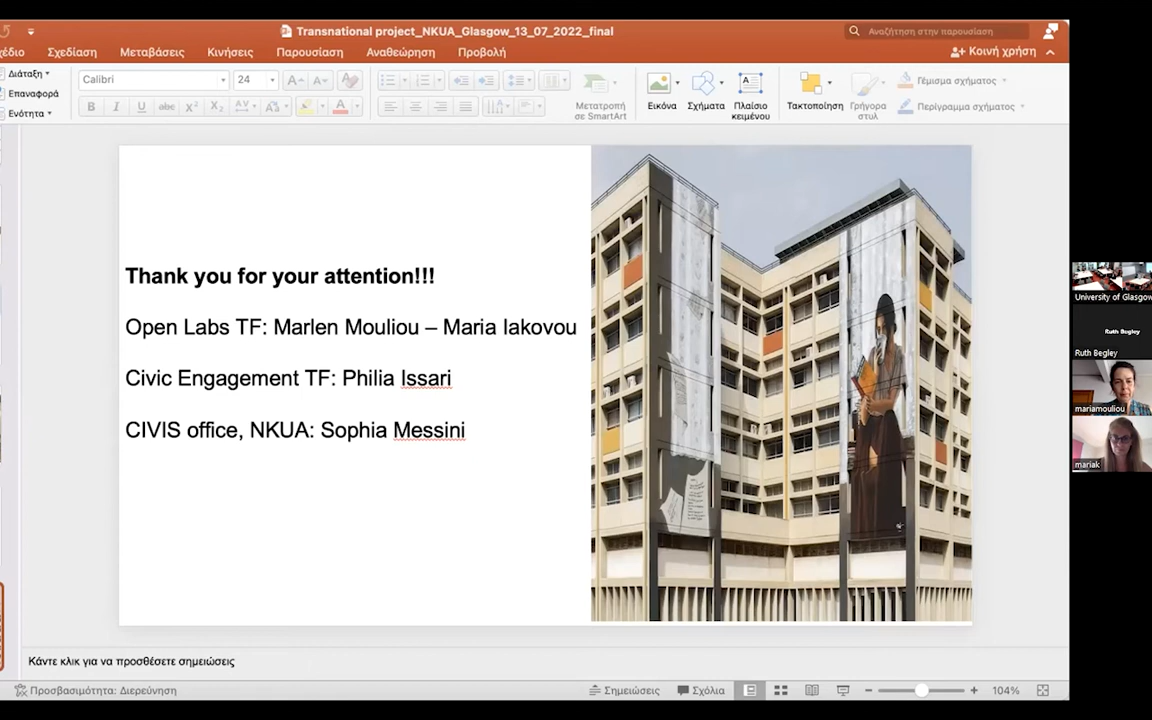 Transnational project_NKUA_Glasgow_13_07_2022_final
Αναζήτηση στην παρουσίαση
Σχεδίαση
Μεταβάσεις
Κινήσεις
Παρουσίαση
Αναθεώρηση
Προβολή
Κοινή χρήση
Διάταξη
Επαναφορά
Ενότητα
Calibri
24
Μετατροπή
σε SmartArt
Εικόνα
Σχήματα
Πλαίσιο
κειμένου
Τακτοποίηση
Γρήγορα
στυλ
Γέμισμα σχήματος
Περίγραμμα σχήματος
Thank you for your attention!!!
Open Labs TF: Marlen Mouliou – Maria Iakovou
Civic Engagement TF: Philia Issari
CIVIS office, NKUA: Sophia Messini
University of Glasgow
Ruth Begley
Ruth Begley
mariamouliou
mariak
Κάντε κλικ για να προσθέσετε σημειώσεις
Προσβασιμότητα: Διερεύνηση
Σημειώσεις
Σχόλια
104%